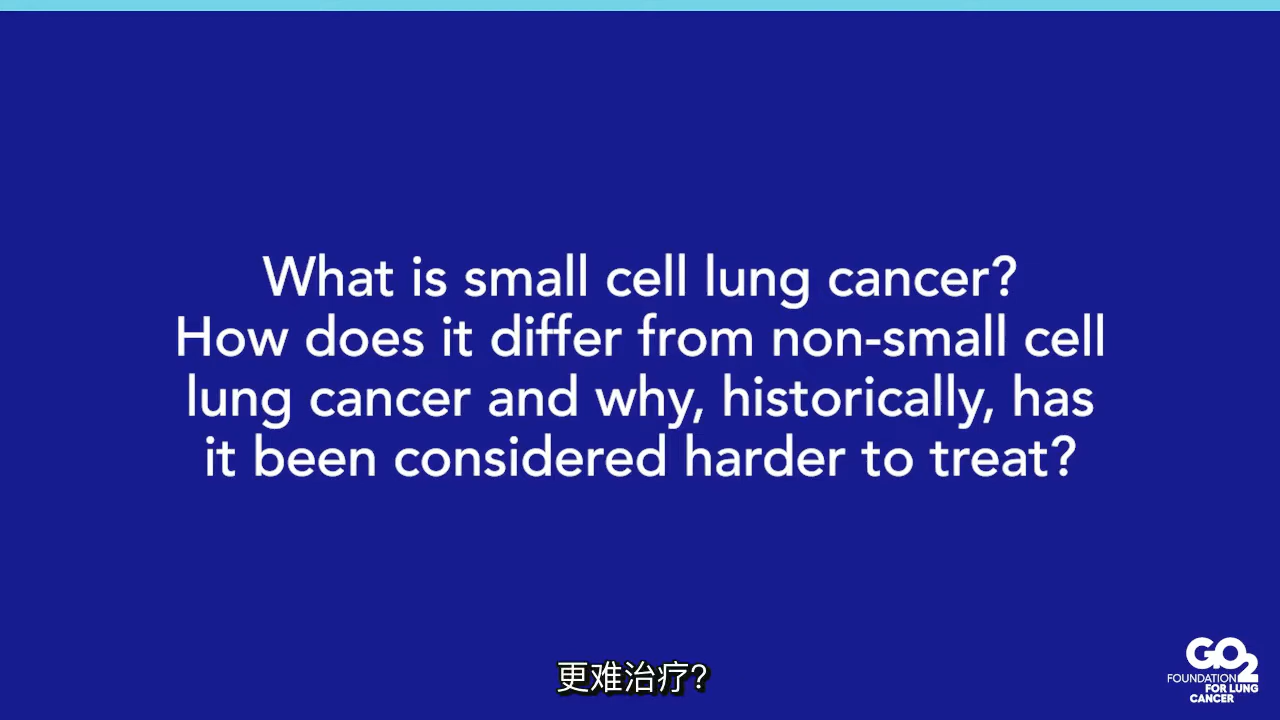 What is small cell lung cancer?
How does it differ from non-small cell
lung cancer and why, historically, has
it been considered harder to treat?
更难治疗？
GO2
FOUNDATION
FOR LUNG
CANCER